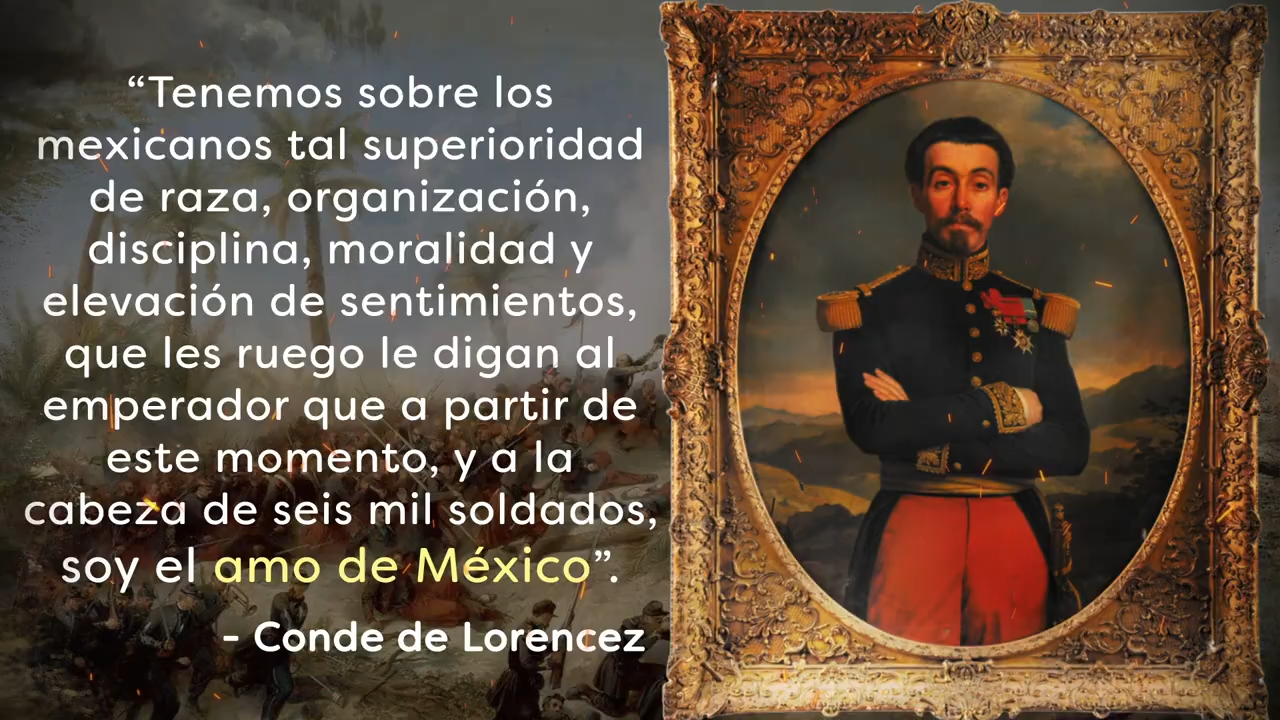 “Tenemos sobre los
mexicanos tal superioridad
de raza, organización,
disciplina, moralidad y
elevación de sentimientos,
que les ruego le digan al
emperador que a partir de
este momento, y a la
cabeza de seis mil soldados,
soy el amo de México”.
- Conde de Lorencez